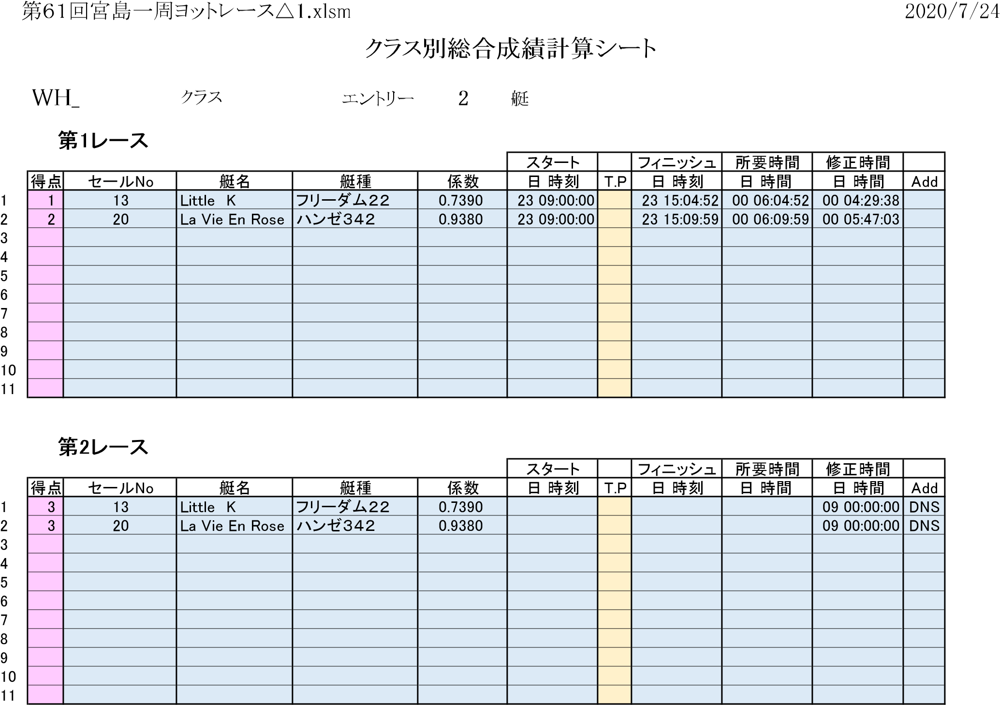 第61回宮島一周ヨットレース△1.xlsm 2020/7/24
クラス別総合成績計算シート
WH_ クラス エントリー 2 艇
第1レース
スタート フィニッシュ 所要時間 修正時間
得点 セールNo 艇名 艇種 係数 日 時刻 T.P 日 時刻 日 時間 日 時間 Add
1 1 13 Little K フリーダム22 0.7390 23 09:00:00 23 15:04:52 00 06:04:52 00 04:29:38
2 2 20 La Vie En Rose ハンゼ342 0.9380 23 09:00:00 23 15:09:59 00 06:09:59 00 05:47:03
3
4
5
6
7
8
9
10
11
第2レース
スタート フィニッシュ 所要時間 修正時間
得点 セールNo 艇名 艇種 係数 日 時刻 T.P 日 時刻 日 時間 日 時間 Add
1 3 13 Little K フリーダム22 0.7390 09 00:00:00 DNS
2 3 20 La Vie En Rose ハンゼ342 0.9380 09 00:00:00 DNS
3
4
5
6
7
8
9
10
11